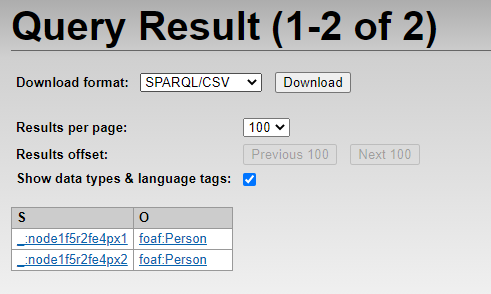 Query Result (1-2 of 2)
Download format: SPARQL/CSV Download
Results per page: 100
Results offset: Previous 100 Next 100
Show data types & language tags:
S O
_:node1f5r2fe4px1 foaf:Person
_:node1f5r2fe4px2 foaf:Person